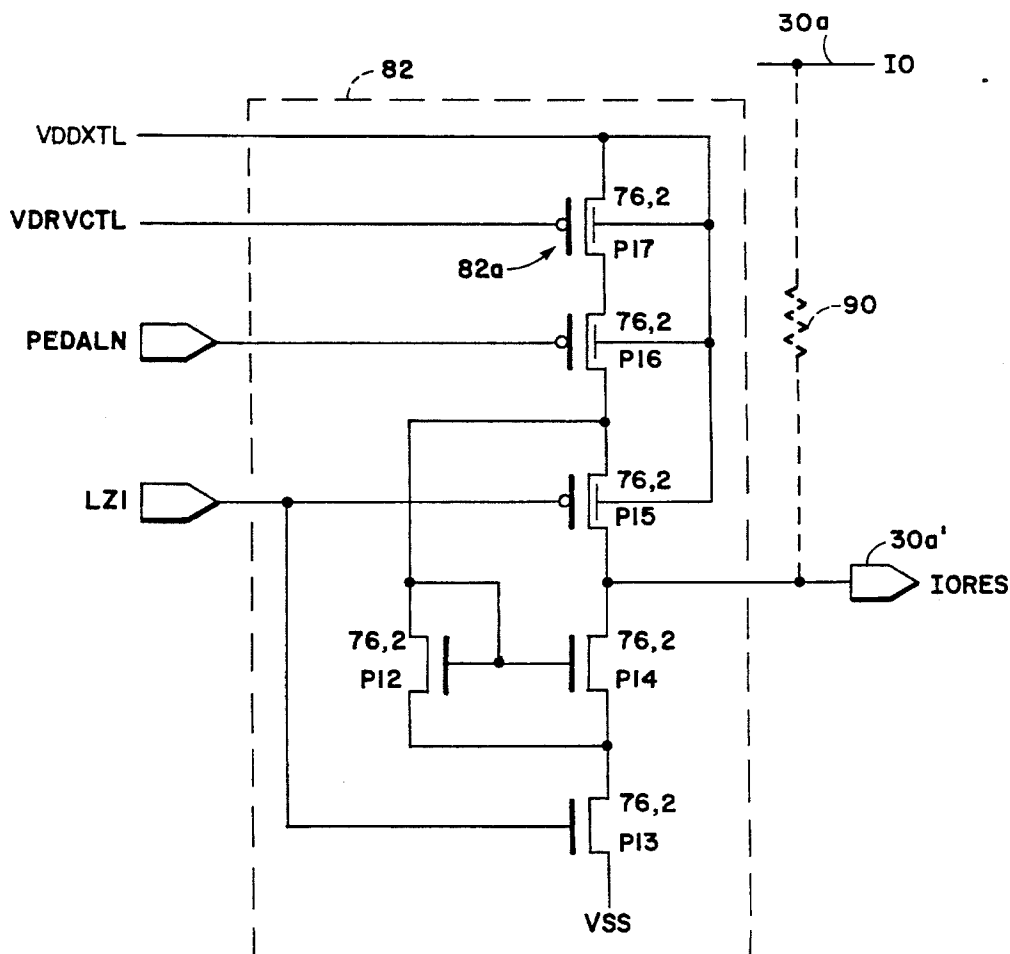 30a
IO
82
VDDXTL
VDRVCTL
76,2
P17
82a
90
PEDALN
76,2
P16
LZI
76,2
P15
30a'
IORES
76,2
P12
76,2
P14
76,2
P13
VSS